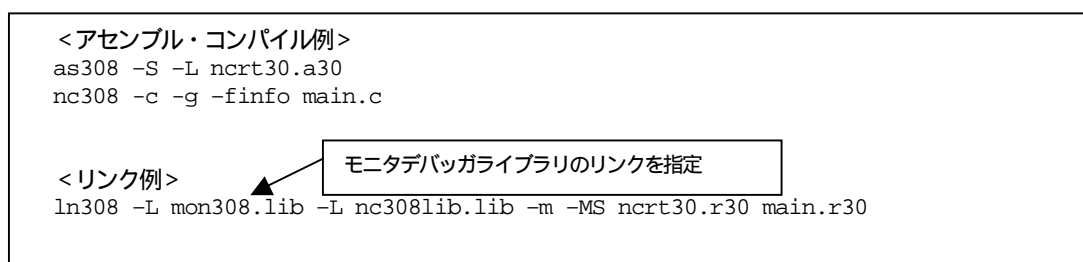 <アセンブル・コンパイル例>
as308 –S –L ncrt30.a30
nc308 –c –g –finfo main.c
モニタデバッガライブラリのリンクを指定
<リンク例>
ln308 –L mon308.lib –L nc308lib.lib –m –MS ncrt30.r30 main.r30